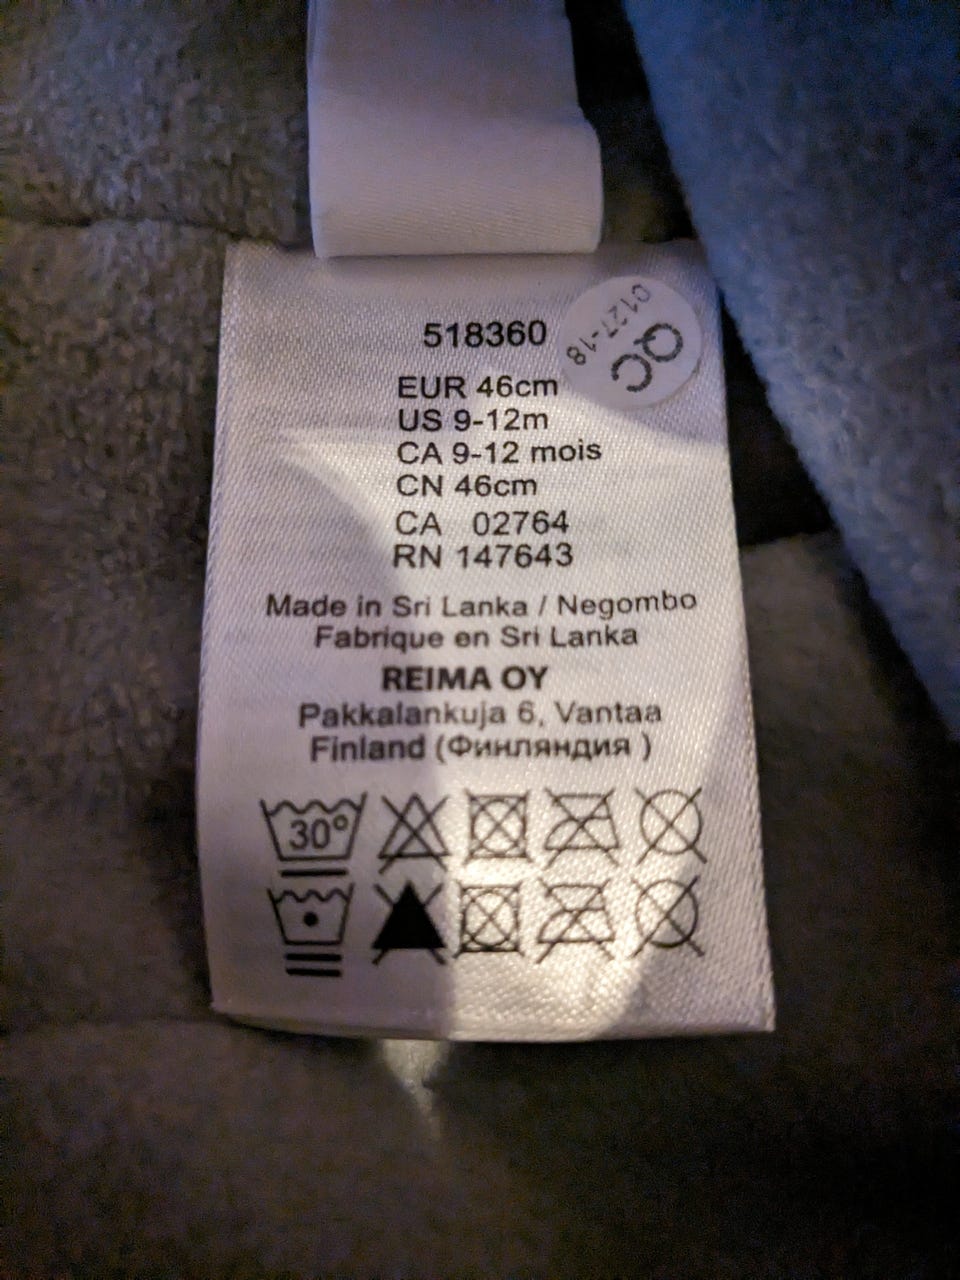 518360
0127-18
QC
EUR 46cm
US 9-12m
CA 9-12 mois
CN 46cm
CA 02764
RN 147643
Made in Sri Lanka / Negombo
Fabrique en Sri Lanka
REIMA OY
Pakkalankuja 6, Vantaa
Finland (Финляндия )
30°